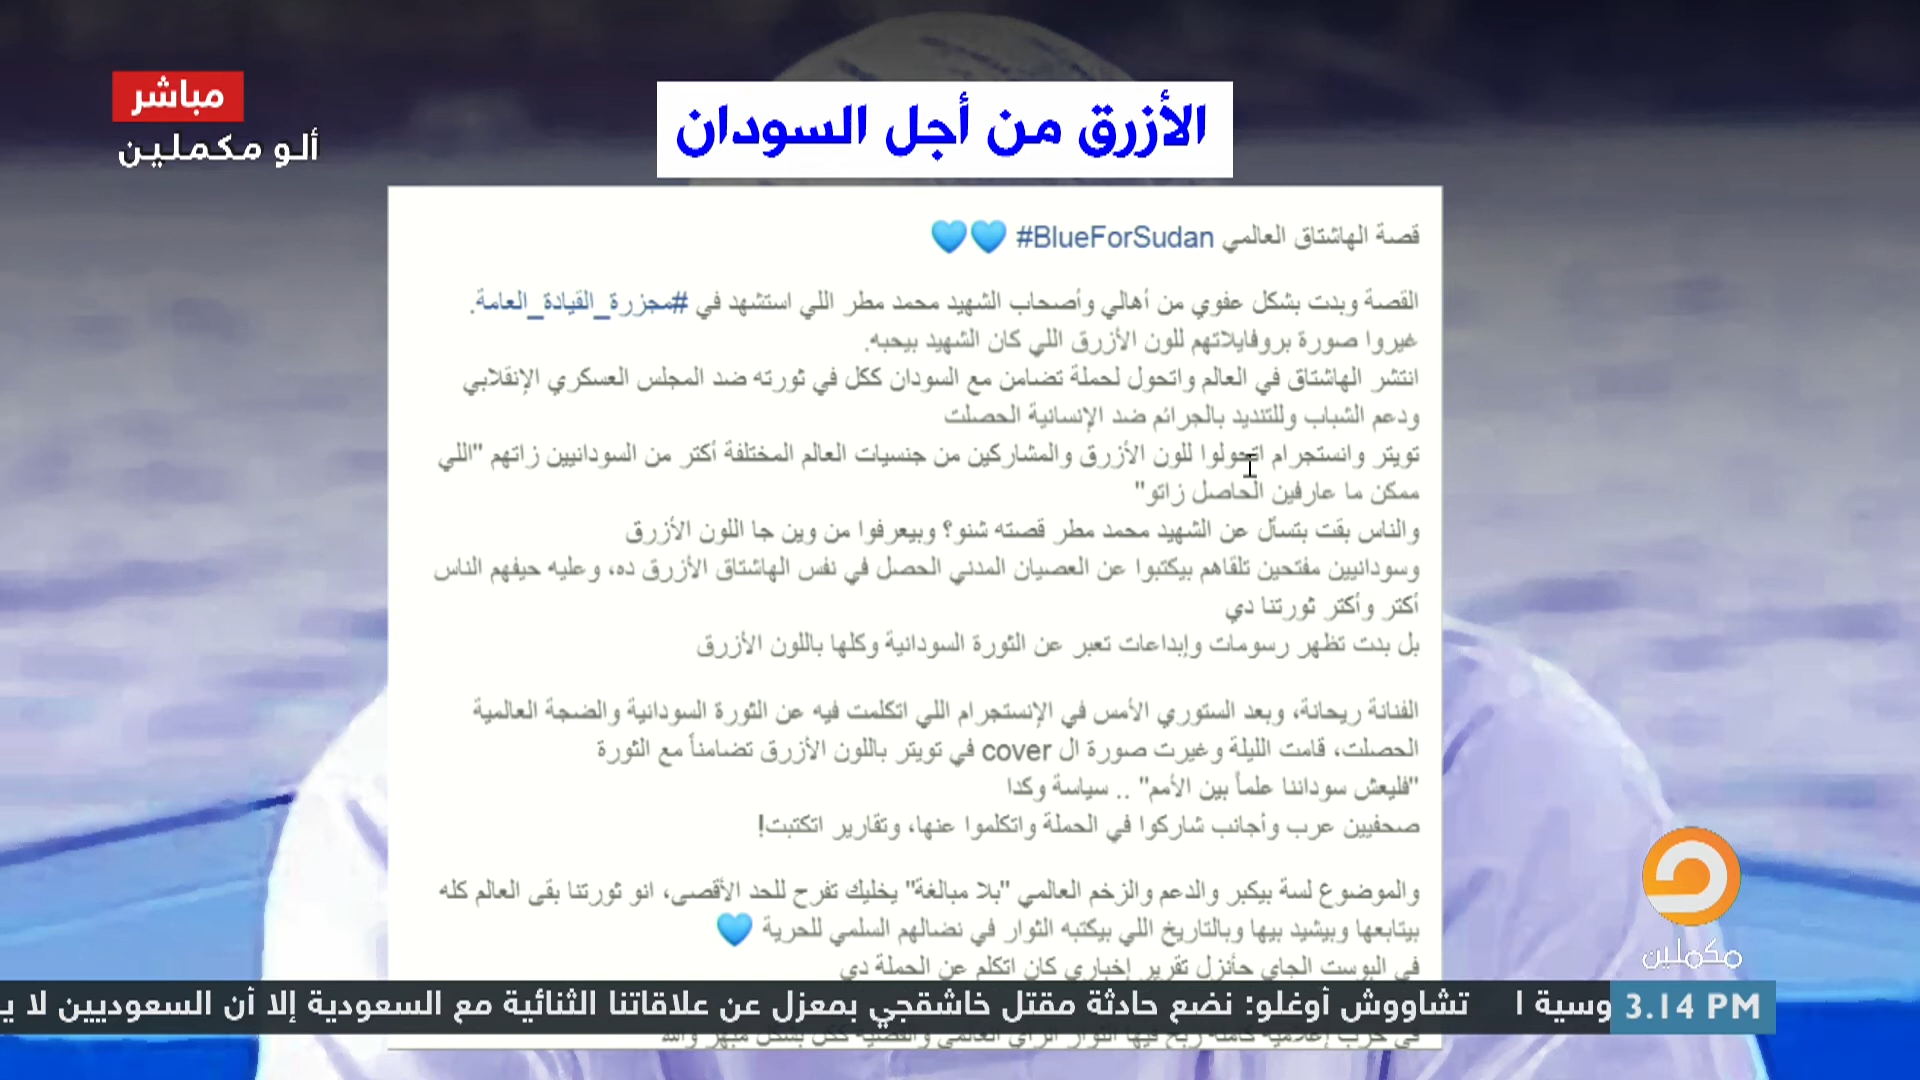 مباشر
ألو مكملين
الأزرق من أجل السودان
قصة الهاشتاق العالمي #BlueForSudan 💙💙
القصة وبدت بشكل عفوي من أهالي وأصحاب الشهيد محمد مطر اللي استشهد في #مجزرة_القيادة_العامة.
غيروا صورة بروفايلاتهم للون الأزرق اللي كان الشهيد بيحبه.
انتشر الهاشتاق في العالم واتحول لحملة تضامن مع السودان ككل في ثورته ضد المجلس العسكري الإنقلابي
ودعم الشباب وللتنديد بالجرائم ضد الإنسانية الحصلت
تويتر وانستجرام اتحولوا للون الأزرق والمشاركين من جنسيات العالم المختلفة أكتر من السودانيين زاتهم "اللي
ممكن ما عارفين الحاصل زاتو"
والناس بقت بتسأل عن الشهيد محمد مطر قصته شنو؟ وبيعرفوا من وين جا اللون الأزرق
وسودانيين مفتحين تلقاهم بيكتبوا عن العصيان المدني الحصل في نفس الهاشتاق الأزرق ده، وعليه حيفهم الناس
أكتر وأكتر ثورتنا دي
بل بدت تظهر رسومات وإبداعات تعبر عن الثورة السودانية وكلها باللون الأزرق
الفنانة ريحانة، وبعد الستوري الأمس في الإنستجرام اللي اتكلمت فيه عن الثورة السودانية والضجة العالمية
الحصلت، قامت الليلة وغيرت صورة ال cover في تويتر باللون الأزرق تضامناً مع الثورة
"فليعش سوداننا علماً بين الأمم" .. سياسة وكدا
صحفيين عرب وأجانب شاركوا في الحملة واتكلموا عنها، وتقارير اتكتبت!
والموضوع لسة بيكبر والدعم والزخم العالمي "بلا مبالغة" يخليك تفرح للحد الأقصى، انو ثورتنا بقى العالم كله
بيتابعها وبيشيد بيها وبالتاريخ اللي بيكتبه الثوار في نضالهم السلمي للحرية 💙
في البوست الجاي حأنزل تقرير إخباري كان اتكلم عن الحملة دي
مكملين
وسية ا تشاووش أوغلو: نضع حادثة مقتل خاشقجي بمعزل عن علاقاتنا الثنائية مع السعودية إلا أن السعوديين لا
3.14 PM